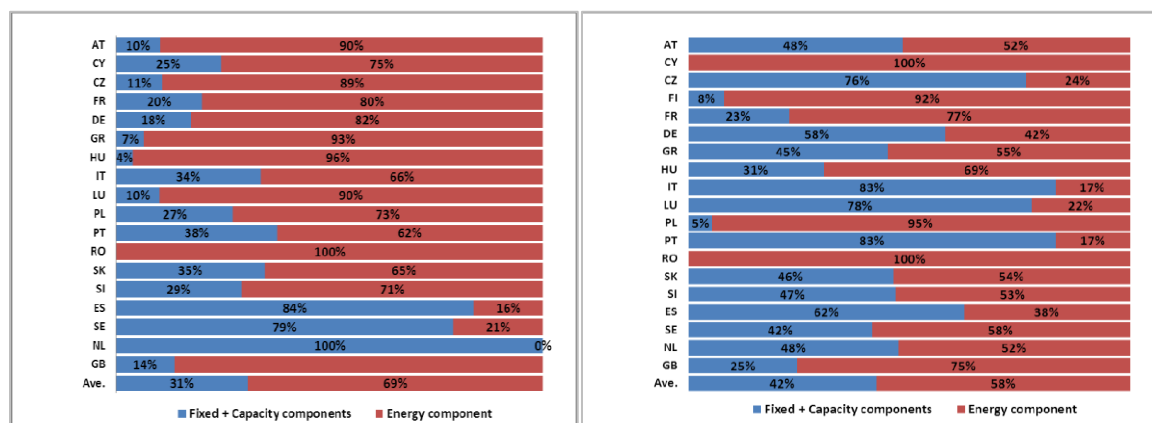 AT 10% 90%
CY 25% 75%
CZ 11% 89%
FR 20% 80%
DE 18% 82%
GR 7% 93%
HU 4% 96%
IT 34% 66%
LU 10% 90%
PL 27% 73%
PT 38% 62%
RO 100%
SK 35% 65%
SI 29% 71%
ES 84% 16%
SE 79% 21%
NL 100% 0%
GB 14%
Ave. 31% 69%
Fixed + Capacity components Energy component
AT 48% 52%
CY 100%
CZ 76% 24%
FI 8% 92%
FR 23% 77%
DE 58% 42%
GR 45% 55%
HU 31% 69%
IT 83% 17%
LU 78% 22%
PL 5% 95%
PT 83% 17%
RO 100%
SK 46% 54%
SI 47% 53%
ES 62% 38%
SE 42% 58%
NL 48% 52%
GB 25% 75%
Ave. 42% 58%
Fixed + Capacity components Energy component